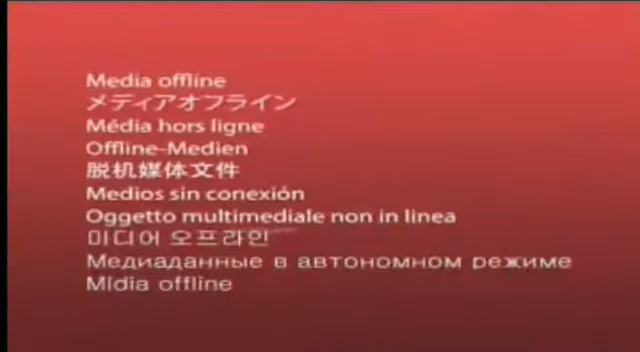 Media offline
メディアオフライン
Média hors ligne
Offline-Medien
脱机媒体文件
Medios sin conexión
Oggetto multimediale non in linea
미디어 오프라인
Медиаданные в автономном режиме
Mídia offline